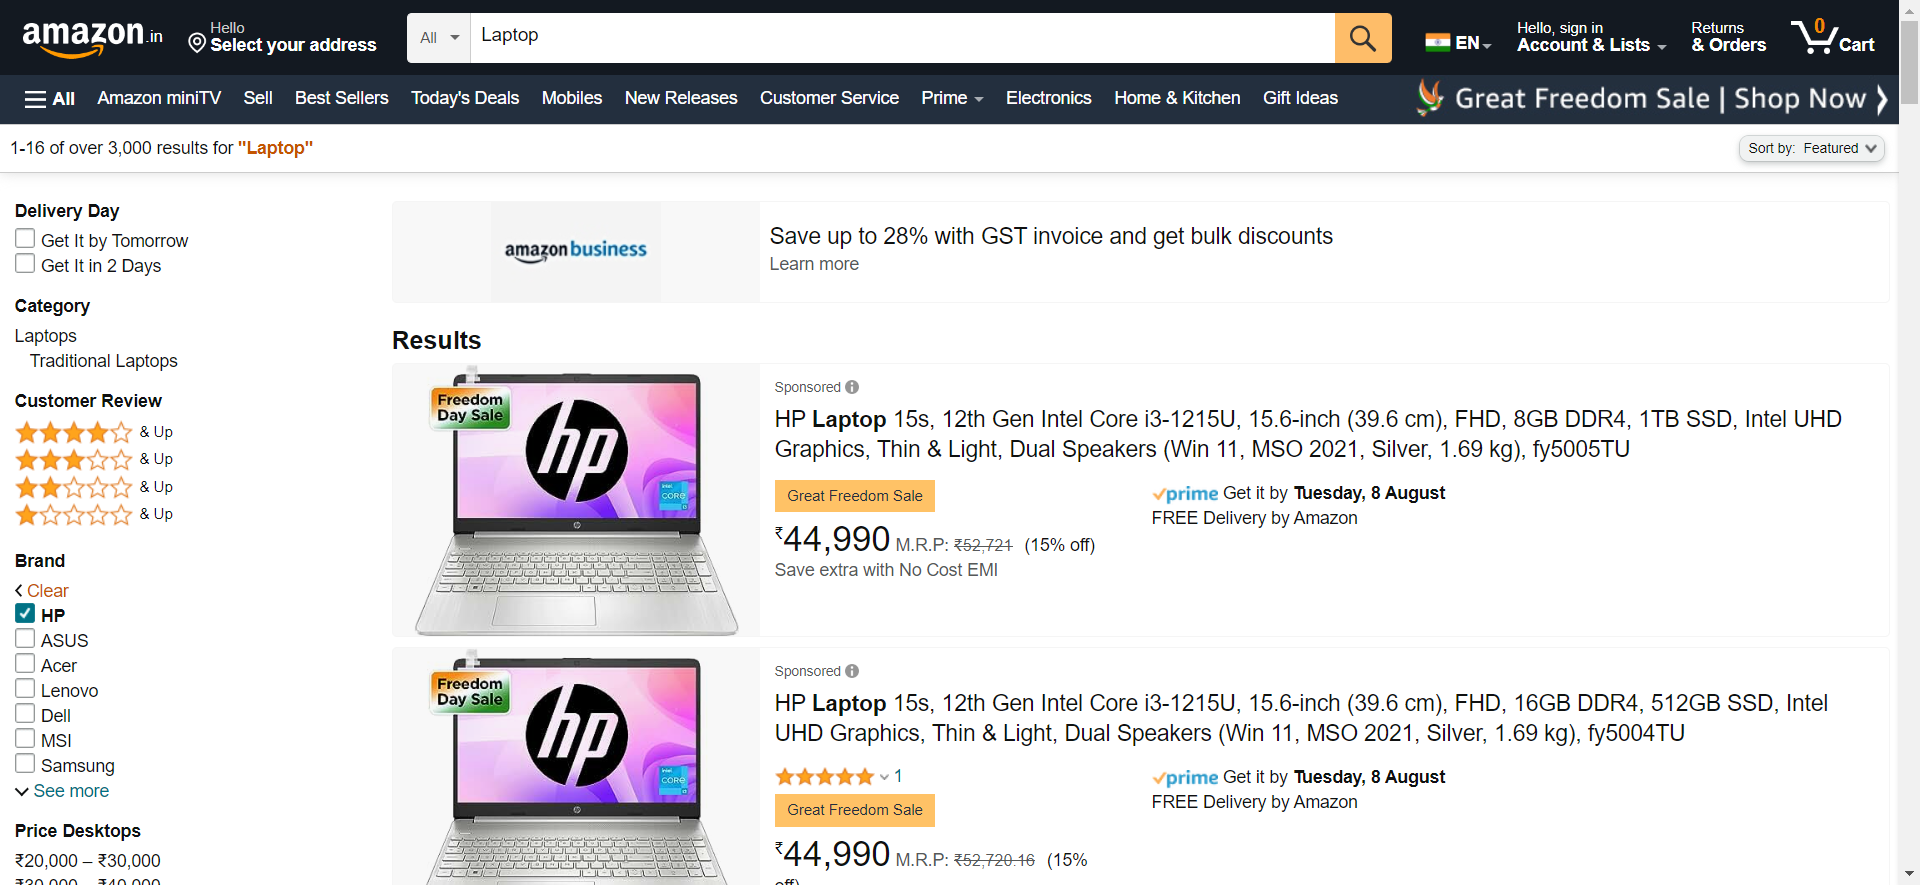 amazon.in
Hello
Select your address
All
Laptop
EN
Hello, sign in
Account & Lists
Returns
& Orders
0
Cart
All
Amazon miniTV
Sell
Best Sellers
Today's Deals
Mobiles
New Releases
Customer Service
Prime
Electronics
Home & Kitchen
Gift Ideas
Great Freedom Sale | Shop Now
1-16 of over 3,000 results for "Laptop"
Sort by: Featured
Delivery Day
Get It by Tomorrow
Get It in 2 Days
Category
Laptops
Traditional Laptops
Customer Review
& Up
& Up
& Up
& Up
Brand
Clear
HP
ASUS
Acer
Lenovo
Dell
MSI
Samsung
See more
Price Desktops
₹20,000 – ₹30,000
₹30,000 – ₹40,000
amazon business
Save up to 28% with GST invoice and get bulk discounts
Learn more
Results
Freedom
Day Sale
hp
intel
CORE
i3
hp
Sponsored
HP Laptop 15s, 12th Gen Intel Core i3-1215U, 15.6-inch (39.6 cm), FHD, 8GB DDR4, 1TB SSD, Intel UHD
Graphics, Thin & Light, Dual Speakers (Win 11, MSO 2021, Silver, 1.69 kg), fy5005TU
Great Freedom Sale
₹44,990 M.R.P: ₹52,721 (15% off)
Save extra with No Cost EMI
prime Get it by Tuesday, 8 August
FREE Delivery by Amazon
Freedom
Day Sale
hp
intel
CORE
i3
hp
Sponsored
HP Laptop 15s, 12th Gen Intel Core i3-1215U, 15.6-inch (39.6 cm), FHD, 16GB DDR4, 512GB SSD, Intel
UHD Graphics, Thin & Light, Dual Speakers (Win 11, MSO 2021, Silver, 1.69 kg), fy5004TU
1
Great Freedom Sale
₹44,990 M.R.P: ₹52,720.16 (15%
off)
prime Get it by Tuesday, 8 August
FREE Delivery by Amazon